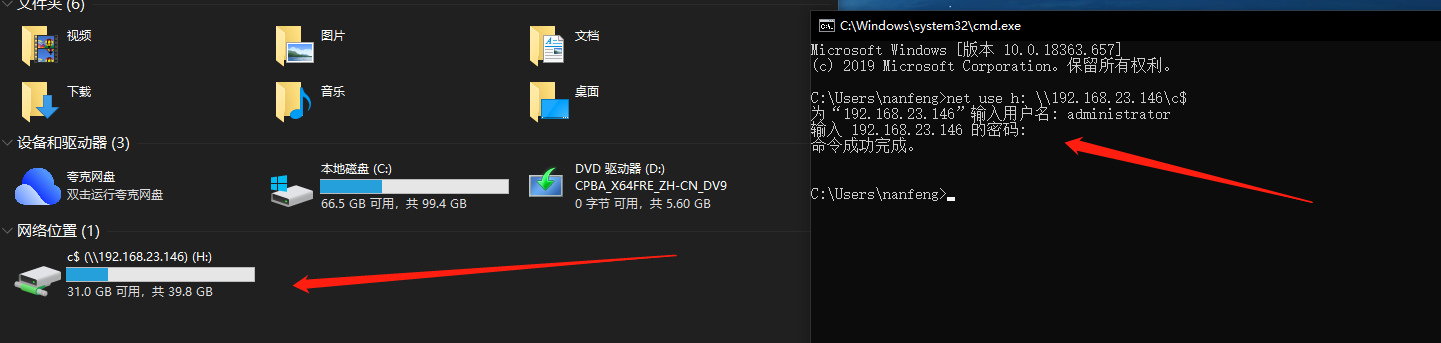 文件夹 (6)
视频
图片
文档
下载
音乐
桌面
设备和驱动器 (3)
夸克网盘
双击运行夸克网盘
本地磁盘 (C:)
66.5 GB 可用，共 99.4 GB
DVD 驱动器 (D:)
CPBA_X64FRE_ZH-CN_DV9
0 字节 可用，共 5.60 GB
网络位置 (1)
c$ (\\192.168.23.146) (H:)
31.0 GB 可用，共 39.8 GB
C:\Windows\system32\cmd.exe
Microsoft Windows [版本 10.0.18363.657]
(c) 2019 Microsoft Corporation。保留所有权利。
C:\Users\nanfeng>net use h: \\192.168.23.146\c$
为“192.168.23.146”输入用户名: administrator
输入 192.168.23.146 的密码:
命令成功完成。
C:\Users\nanfeng>